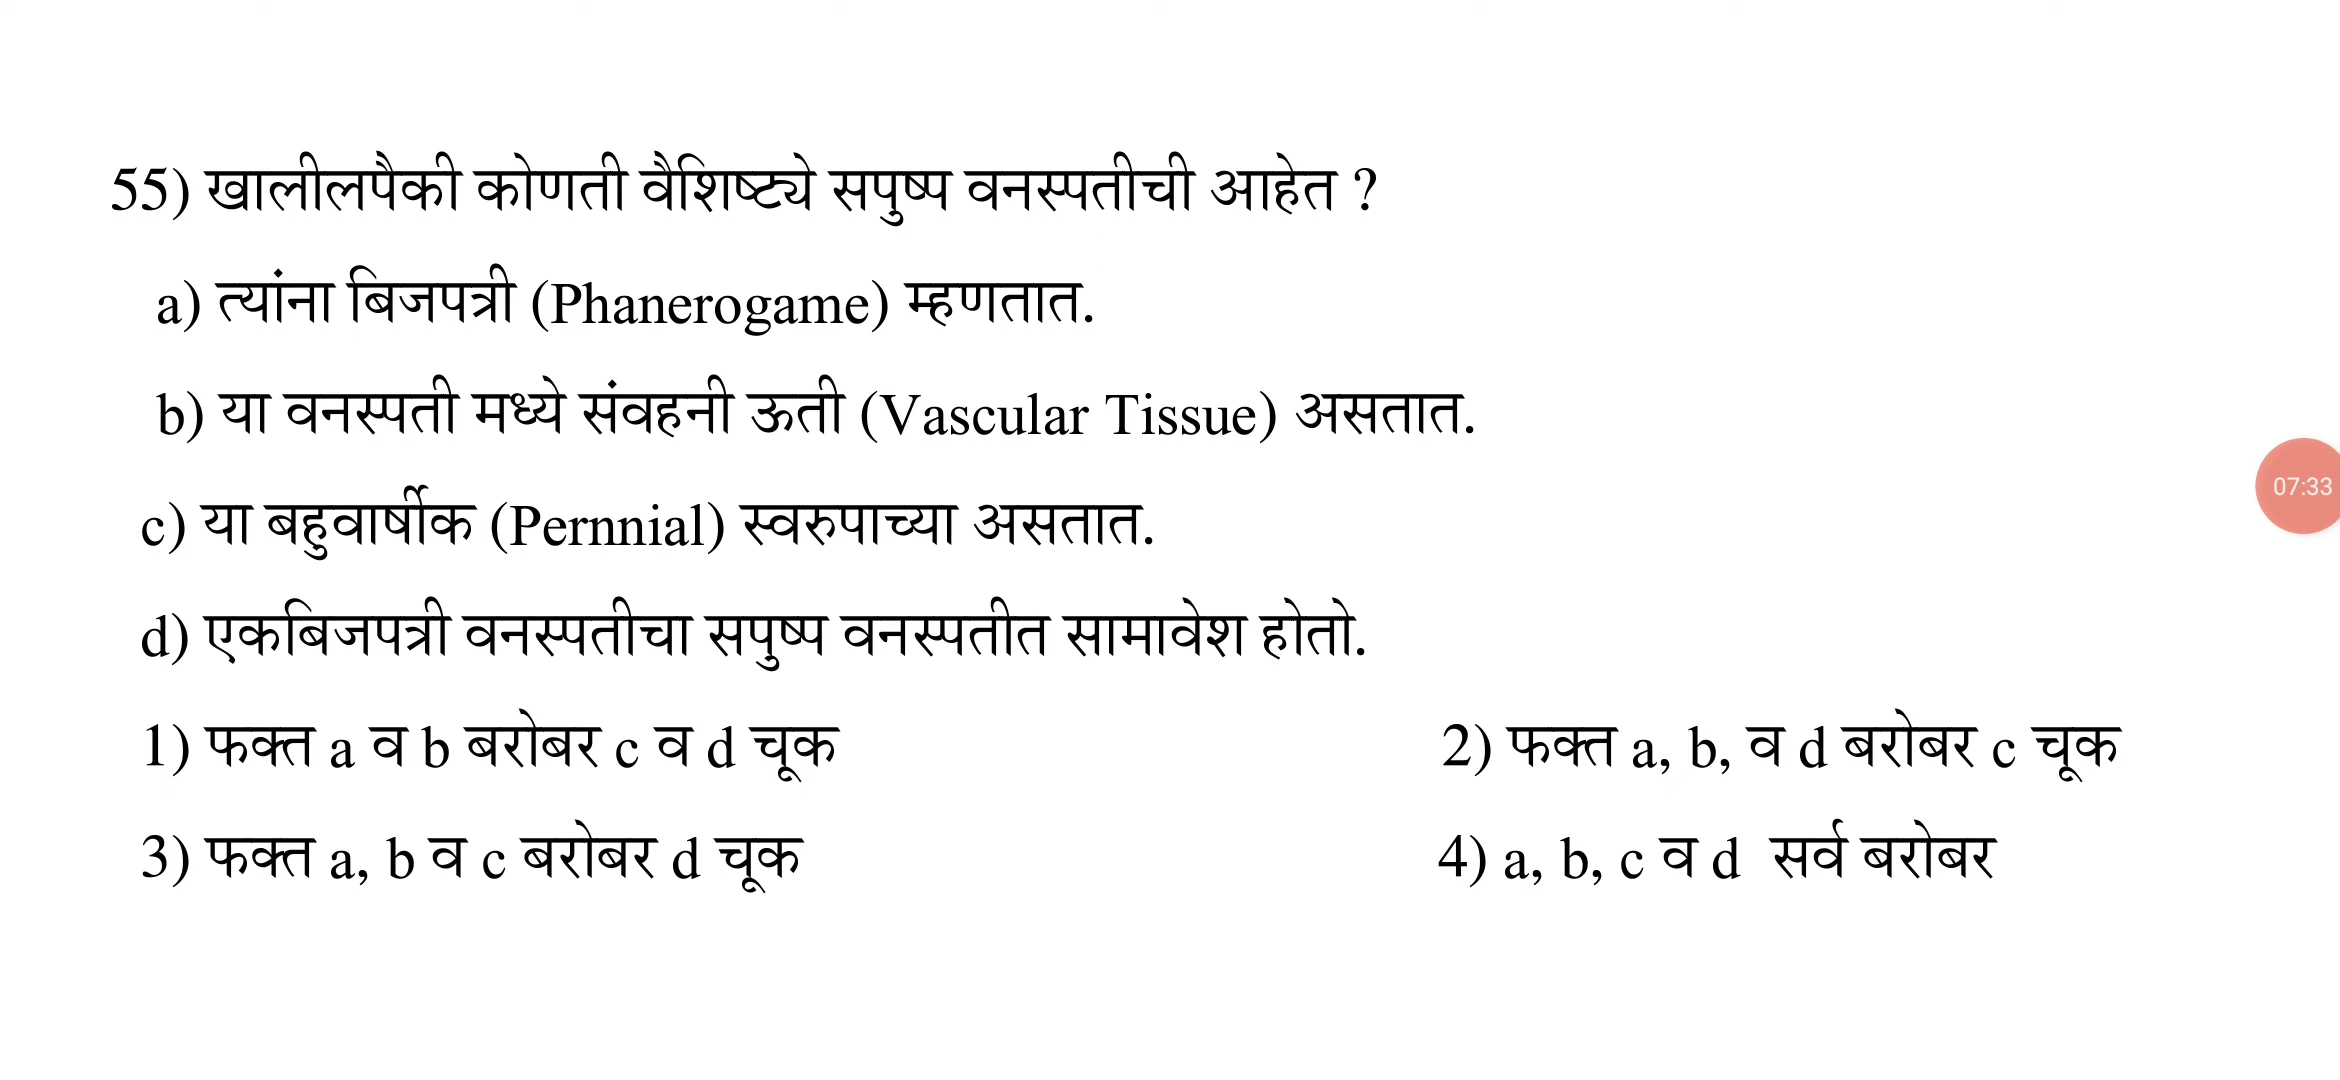 55) खालीलपैकी कोणती वैशिष्ट्ये सपुष्प वनस्पतीची आहेत ?
a) त्यांना बिजपत्री (Phanerogame) म्हणतात.
b) या वनस्पती मध्ये संवहनी ऊती (Vascular Tissue) असतात.
c) या बहुवार्षीक (Pernnial) स्वरुपाच्या असतात.
07:33
d) एकबिजपत्री वनस्पतीचा सपुष्प वनस्पतीत सामावेश होतो.
1) फक्त a व b बरोबर c व d चूक 2) फक्त a, b, व d बरोबर c चूक
3) फक्त a, b व c बरोबर d चूक 4) a, b, c व d सर्व बरोबर